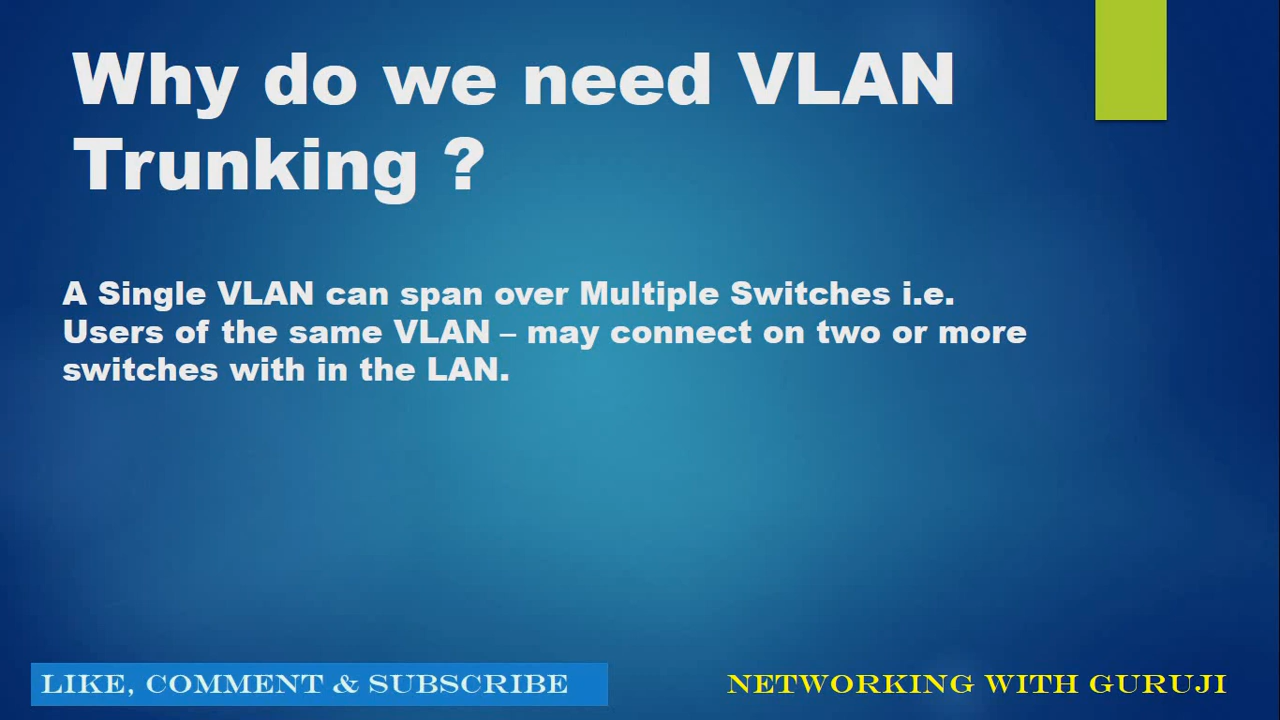 Why do we need VLAN
Trunking ?
A Single VLAN can span over Multiple Switches i.e.
Users of the same VLAN – may connect on two or more
switches with in the LAN.
LIKE, COMMENT & SUBSCRIBE
NETWORKING WITH GURUJI